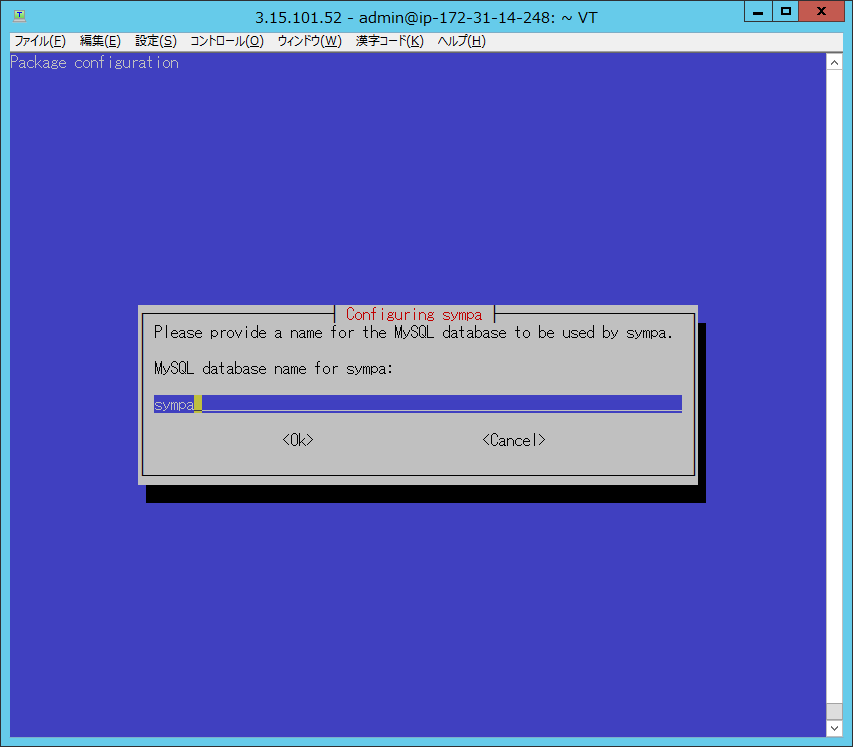 3.15.101.52 - admin@ip-172-31-14-248: ~ VT
ファイル(F) 編集(E) 設定(S) コントロール(O) ウィンドウ(W) 漢字コード(K) ヘルプ(H)
Package configuration
Configuring sympa
Please provide a name for the MySQL database to be used by sympa.
MySQL database name for sympa:
sympa
<Ok> <Cancel>